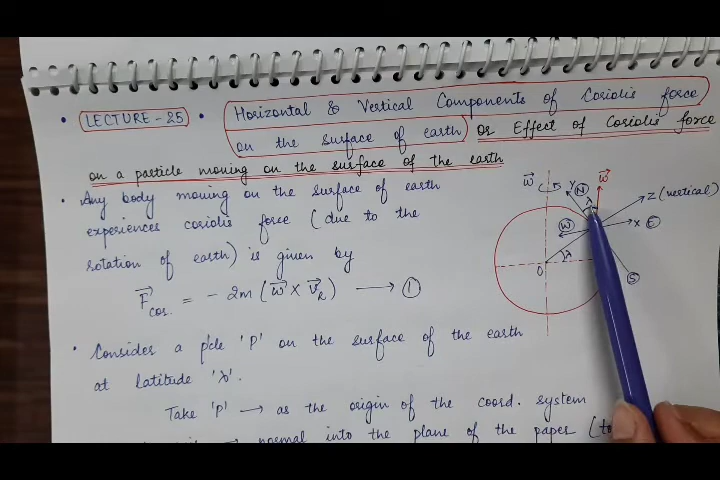 • LECTURE - 25 • Horizontal & Vertical Components of Coriolis force
on the surface of earth or Effect of Coriolis force
on a particle moving on the surface of the earth
• Any body moving on the surface of earth
experiences coriolis force (due to the
rotation of earth) is given by
F⃗cor. = - 2m (ω⃗ × v⃗R) ⟶ ①
• Consider a p'cle 'P' on the surface of the earth
at latitude 'λ'.
Take 'P' → as the origin of the coord. system
→ normal into the plane of the paper (to
ω⃗
Y
N
λ
ω⃗
Z (vertical)
W
X
E
O
λ
S